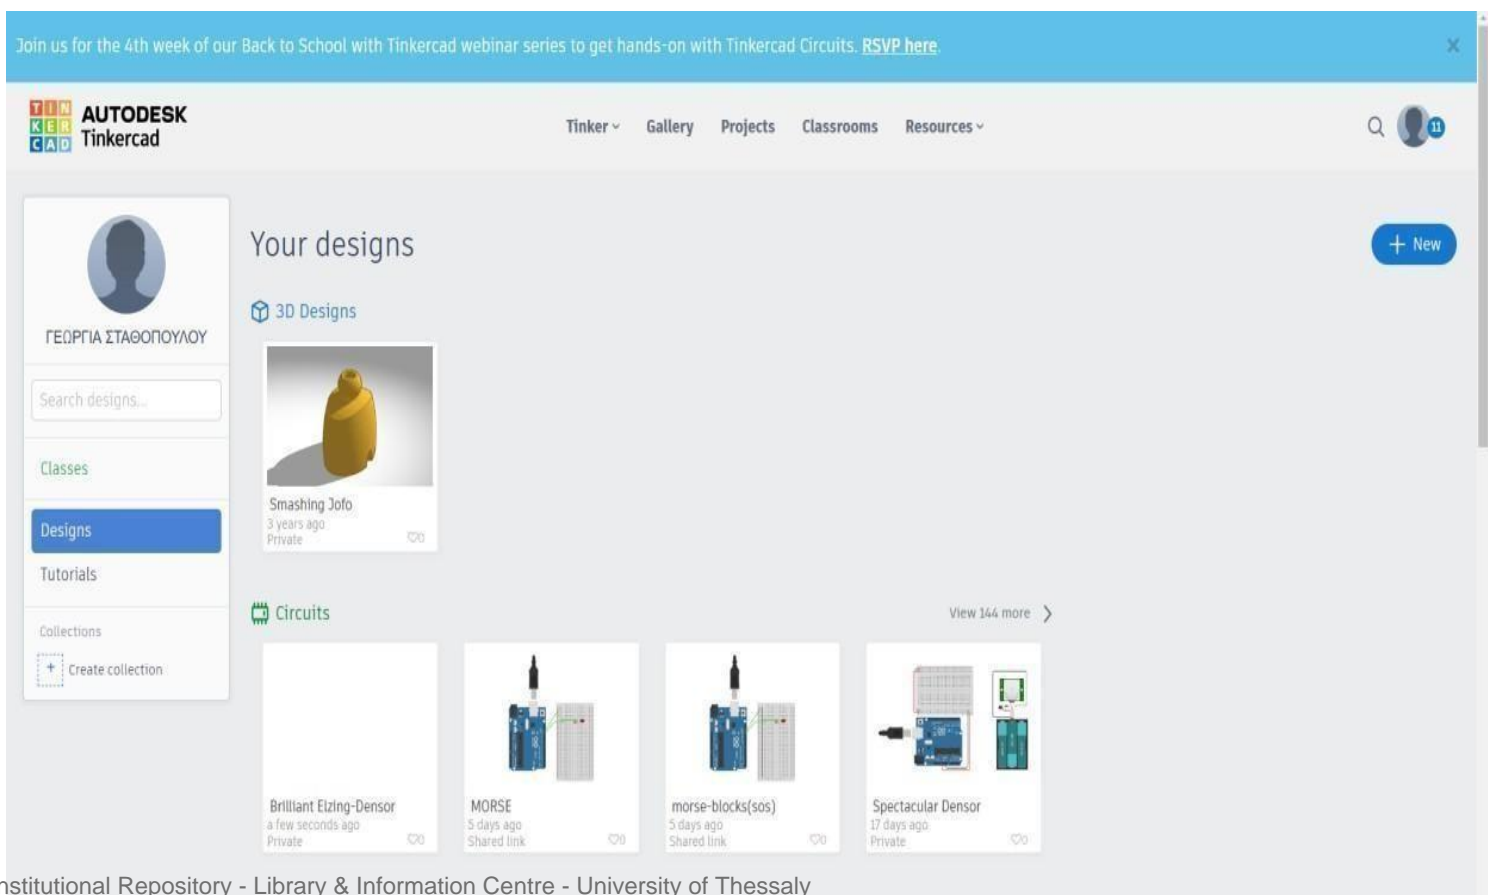 Join us for the 4th week of our Back to School with Tinkercad webinar series to get hands-on with Tinkercad Circuits. RSVP here.
TIN
KER
CAD
AUTODESK
Tinkercad
Tinker
Gallery
Projects
Classrooms
Resources
11
ΓΕΩΡΓΙΑ ΣΤΑΘΟΠΟΥΛΟΥ
Search designs...
Classes
Designs
Tutorials
Collections
+ Create collection
Your designs
+ New
3D Designs
Smashing Jofo
3 years ago
Private
0
Circuits
View 144 more
Brilliant Elzing-Densor
a few seconds ago
Private
0
MORSE
5 days ago
Shared link
0
morse-blocks(sos)
5 days ago
Shared link
0
Spectacular Densor
17 days ago
Private
0
nstitutional Repository - Library & Information Centre - University of Thessaly